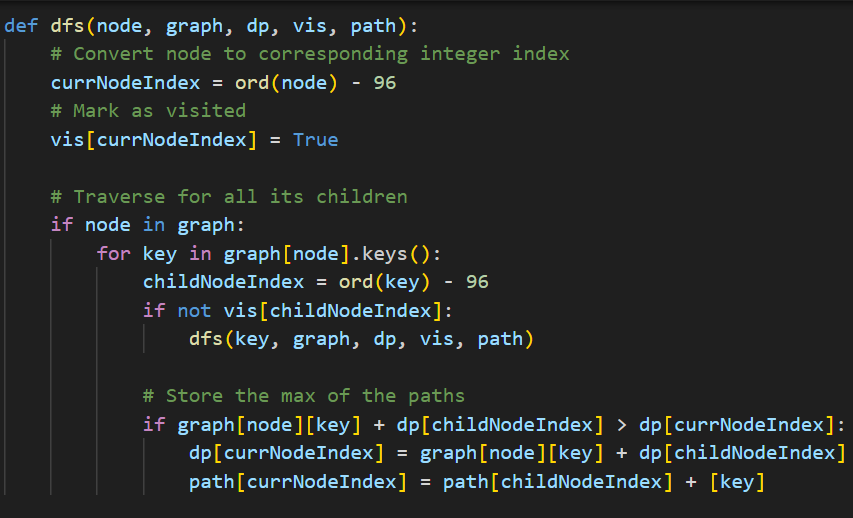 def dfs(node, graph, dp, vis, path):
    # Convert node to corresponding integer index
    currNodeIndex = ord(node) - 96
    # Mark as visited
    vis[currNodeIndex] = True

    # Traverse for all its children
    if node in graph:
        for key in graph[node].keys():
            childNodeIndex = ord(key) - 96
            if not vis[childNodeIndex]:
                dfs(key, graph, dp, vis, path)

            # Store the max of the paths
            if graph[node][key] + dp[childNodeIndex] > dp[currNodeIndex]:
                dp[currNodeIndex] = graph[node][key] + dp[childNodeIndex]
                path[currNodeIndex] = path[childNodeIndex] + [key]